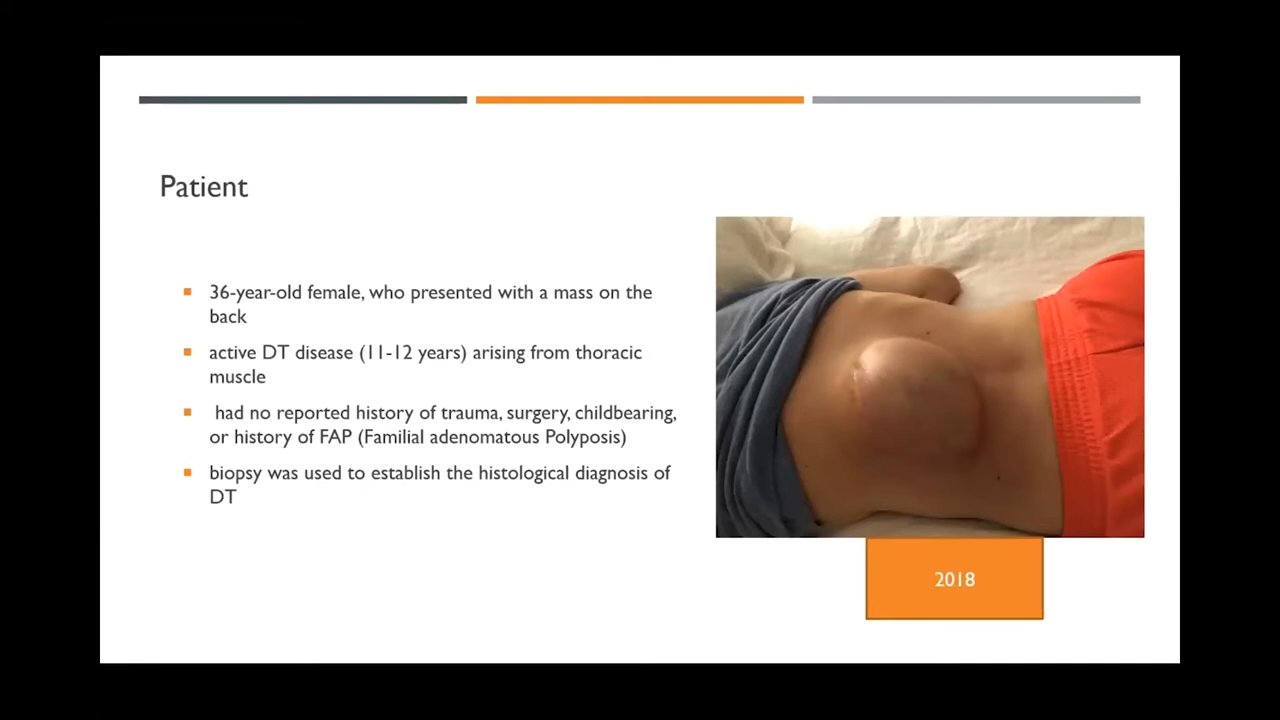 Patient
36-year-old female, who presented with a mass on the
back
active DT disease (11-12 years) arising from thoracic
muscle
had no reported history of trauma, surgery, childbearing,
or history of FAP (Familial adenomatous Polyposis)
biopsy was used to establish the histological diagnosis of
DT
2018